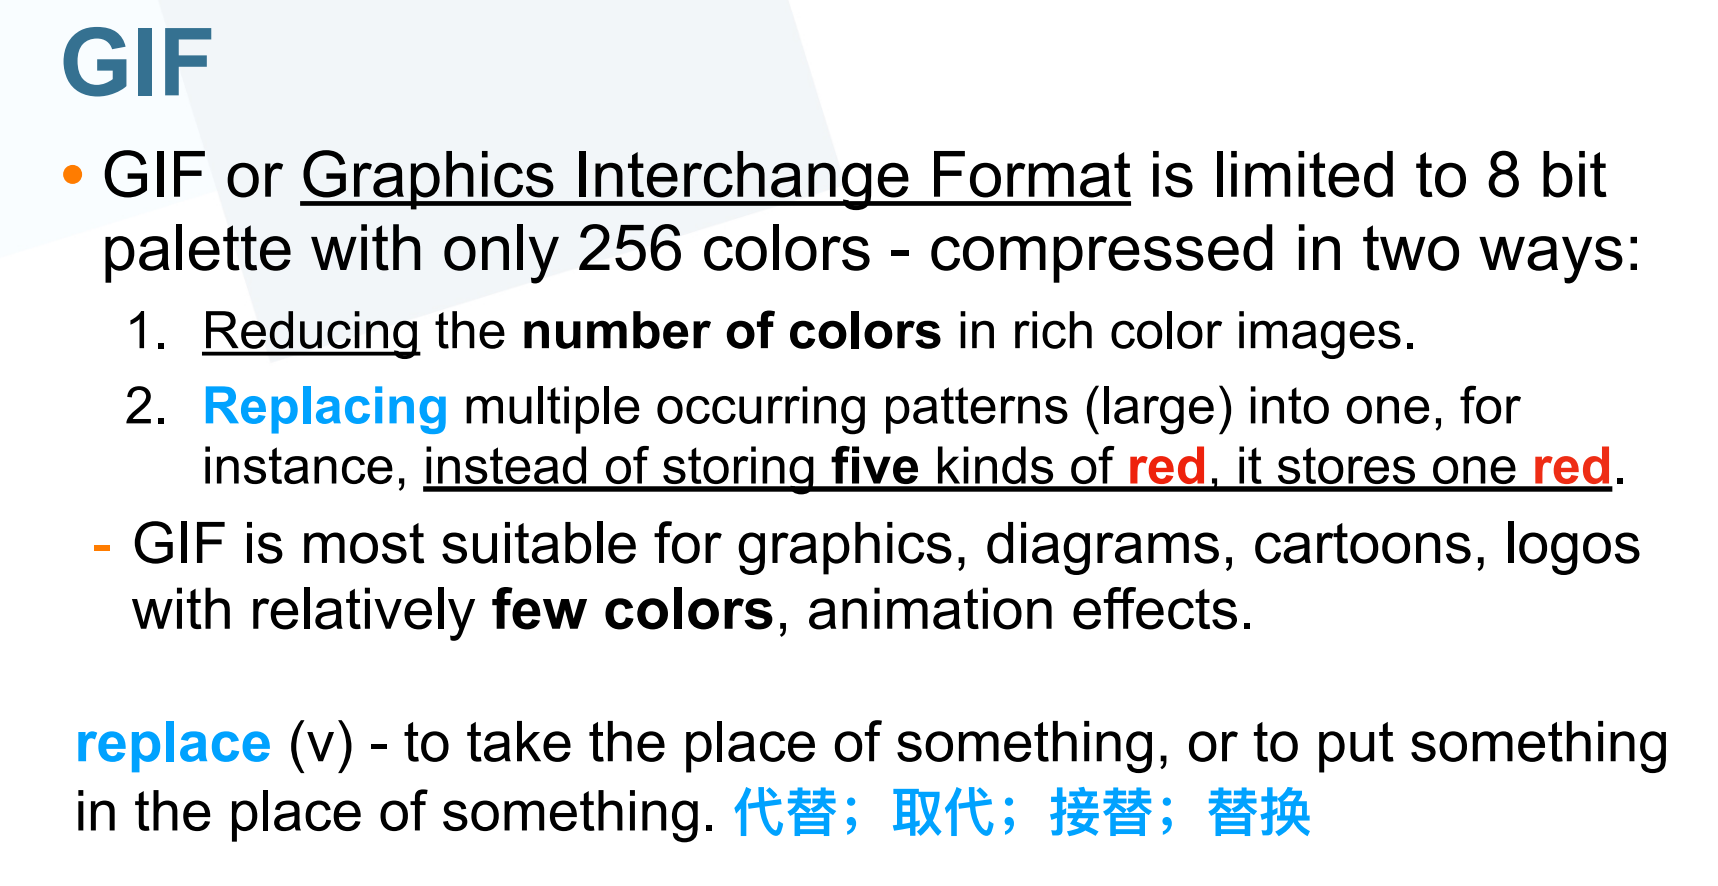 GIF
• GIF or Graphics Interchange Format is limited to 8 bit
palette with only 256 colors - compressed in two ways:
1. Reducing the number of colors in rich color images.
2. Replacing multiple occurring patterns (large) into one, for
instance, instead of storing five kinds of red, it stores one red.
- GIF is most suitable for graphics, diagrams, cartoons, logos
with relatively few colors, animation effects.
replace (v) - to take the place of something, or to put something
in the place of something. 代替；取代；接替；替换